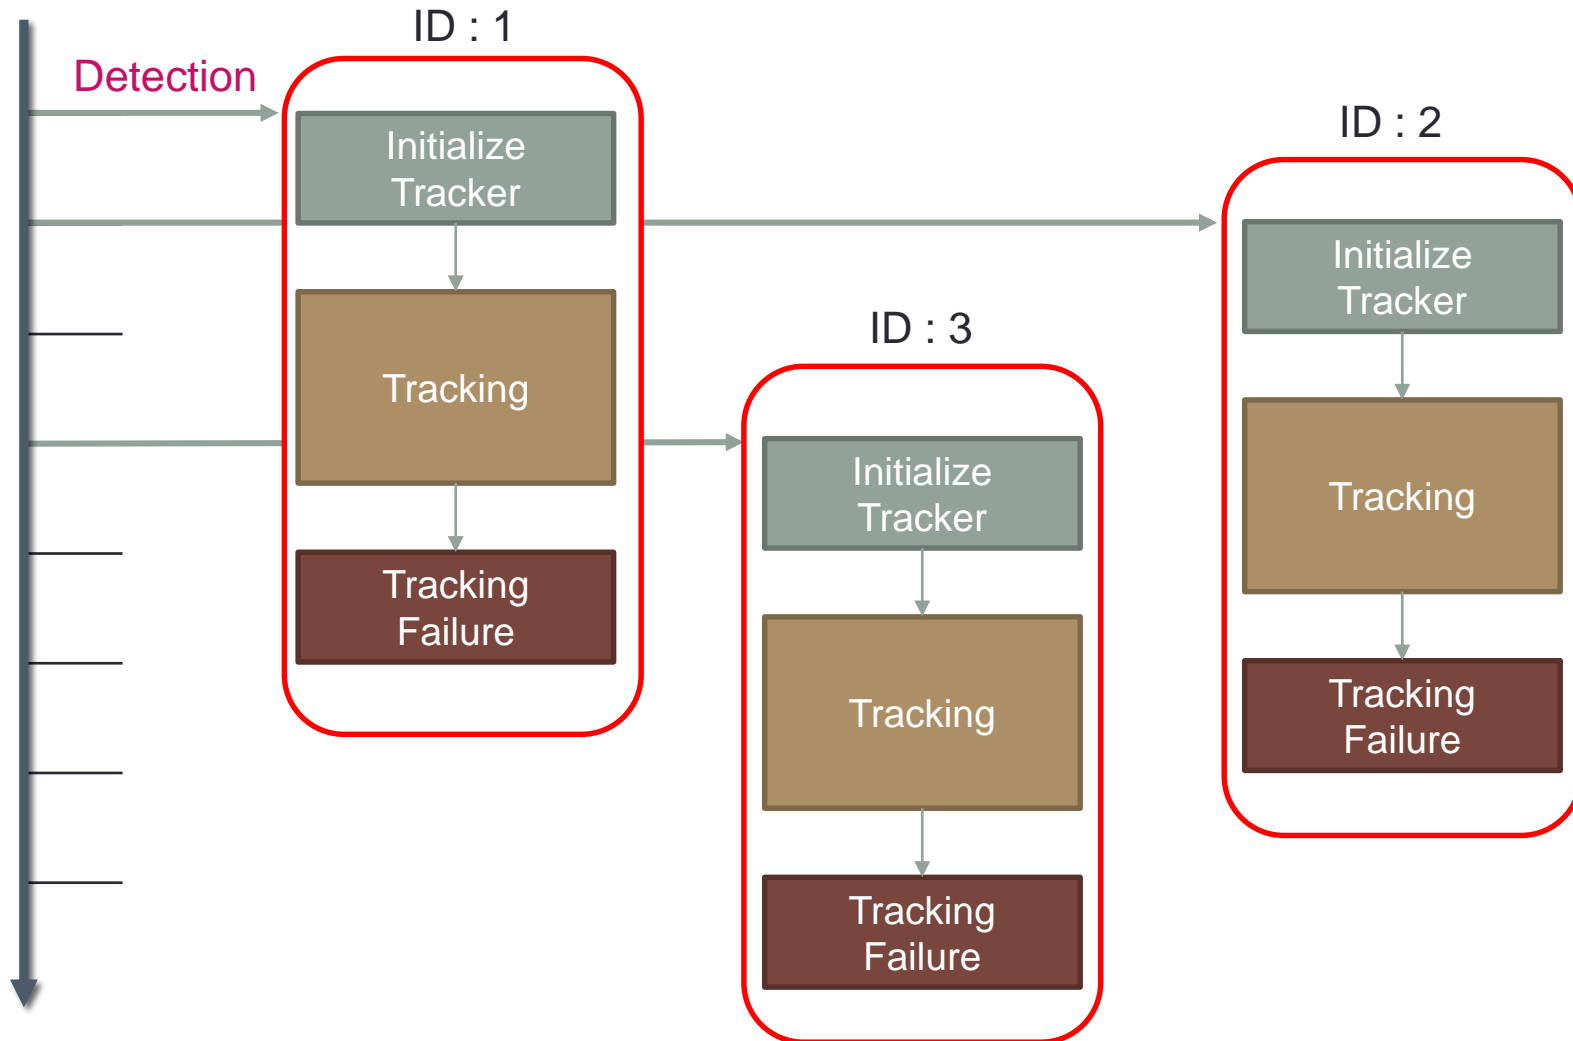 ID : 1
Detection
Initialize
Tracker
Tracking
Tracking
Failure
ID : 2
Initialize
Tracker
Tracking
Tracking
Failure
ID : 3
Initialize
Tracker
Tracking
Tracking
Failure